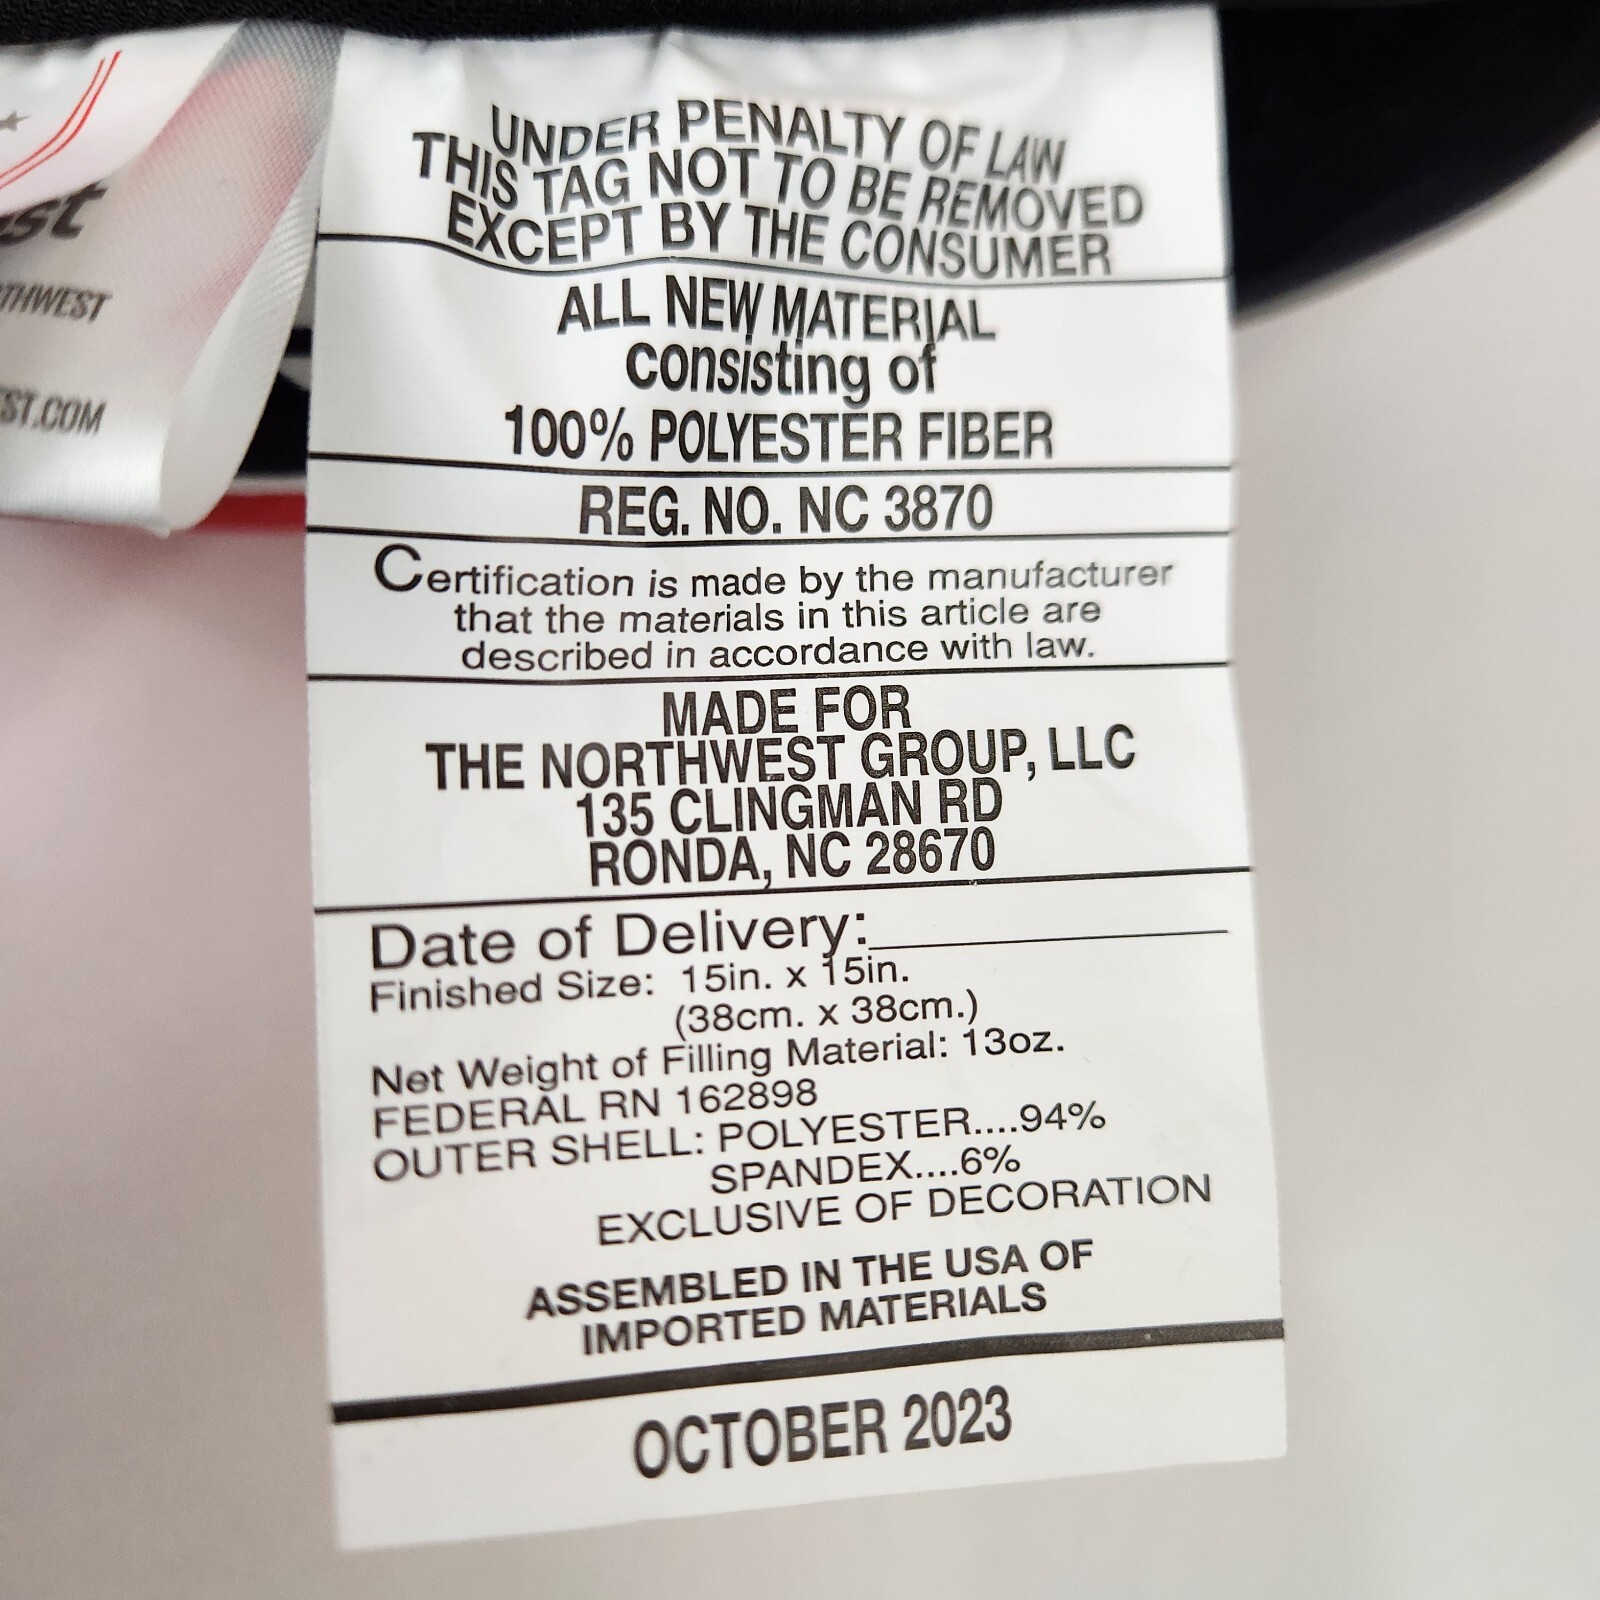 UNDER PENALTY OF LAW
THIS TAG NOT TO BE REMOVED
EXCEPT BY THE CONSUMER
ALL NEW MATERIAL
consisting of
100% POLYESTER FIBER
REG. NO. NC 3870
Certification is made by the manufacturer
that the materials in this article are
described in accordance with law.
MADE FOR
THE NORTHWEST GROUP, LLC
135 CLINGMAN RD
RONDA, NC 28670
Date of Delivery:
Finished Size: 15in. x 15in.
(38cm. x 38cm.)
Net Weight of Filling Material: 13oz.
FEDERAL RN 162898
OUTER SHELL: POLYESTER....94%
SPANDEX....6%
EXCLUSIVE OF DECORATION
ASSEMBLED IN THE USA OF
IMPORTED MATERIALS
OCTOBER 2023